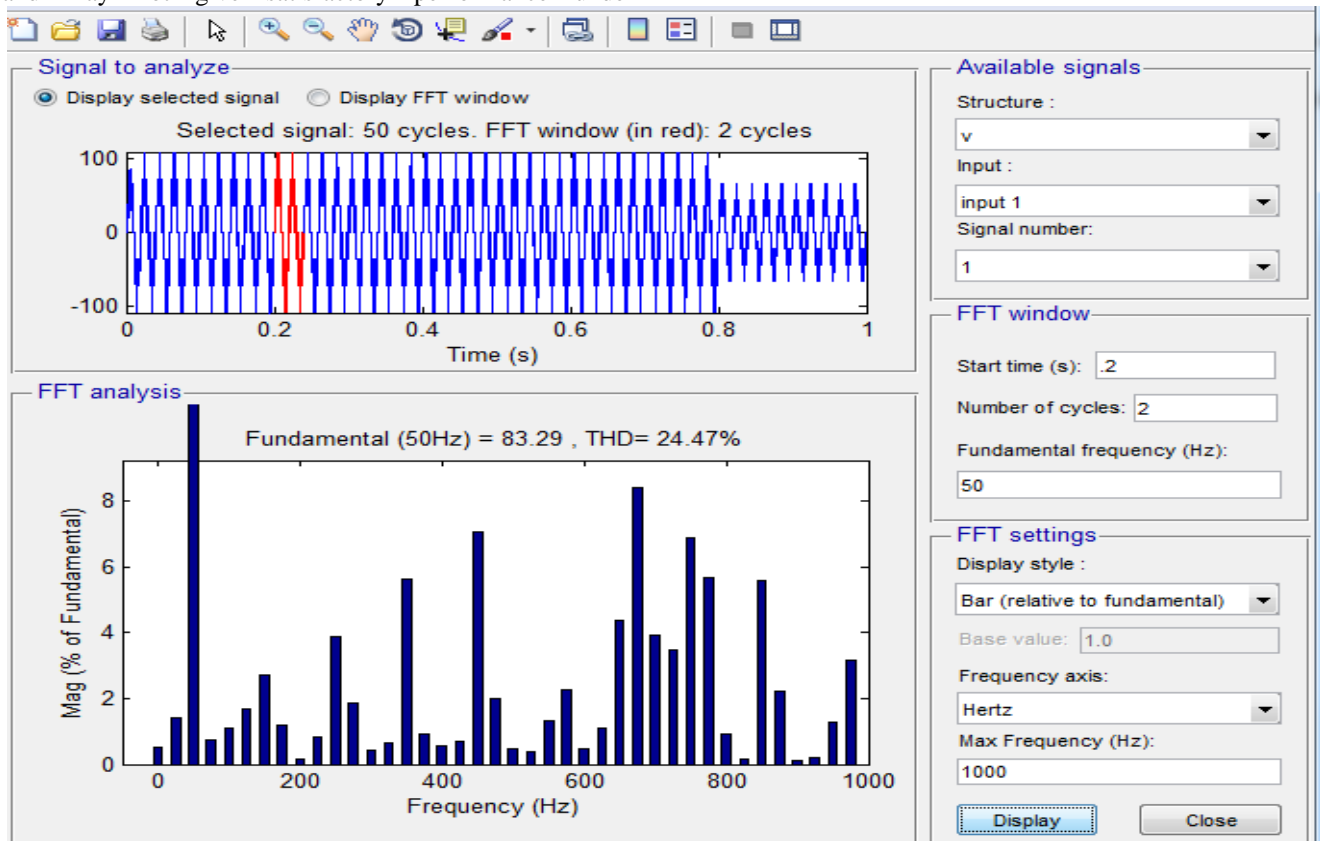 Signal to analyze
Display selected signal Display FFT window
Selected signal: 50 cycles. FFT window (in red): 2 cycles
100
0
-100
0 0.2 0.4 0.6 0.8 1
Time (s)
FFT analysis
Fundamental (50Hz) = 83.29 , THD= 24.47%
8
6
4
2
0
Mag (% of Fundamental)
0 200 400 600 800 1000
Frequency (Hz)
Available signals
Structure :
v
Input :
input 1
Signal number:
1
FFT window
Start time (s): .2
Number of cycles: 2
Fundamental frequency (Hz):
50
FFT settings
Display style :
Bar (relative to fundamental)
Base value: 1.0
Frequency axis:
Hertz
Max Frequency (Hz):
1000
Display Close